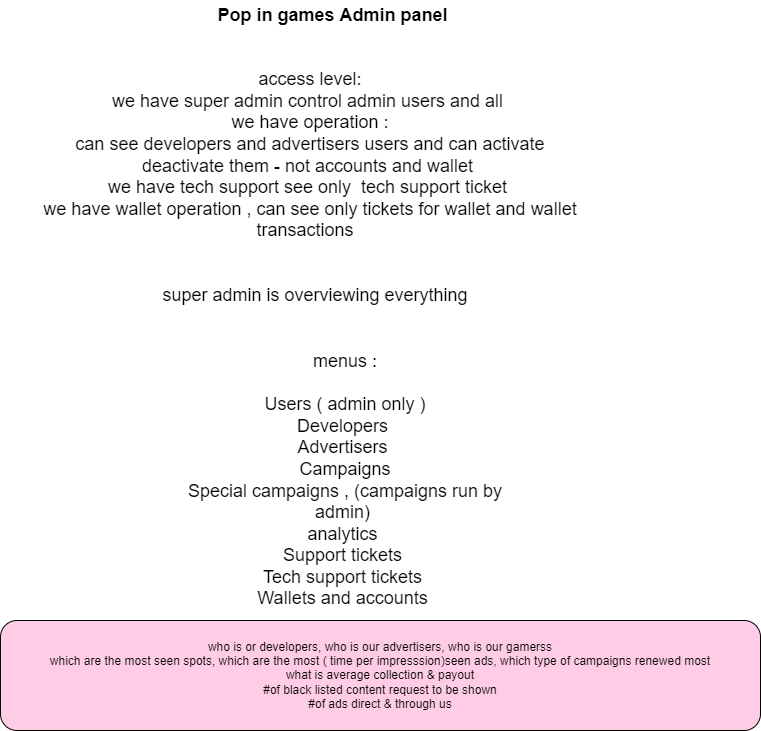 Pop in games Admin panel
access level:
we have super admin control admin users and all
we have operation :
can see developers and advertisers users and can activate
deactivate them - not accounts and wallet
we have tech support see only tech support ticket
we have wallet operation , can see only tickets for wallet and wallet
transactions
super admin is overviewing everything
menus :
Users ( admin only )
Developers
Advertisers
Campaigns
Special campaigns , (campaigns run by
admin)
analytics
Support tickets
Tech support tickets
Wallets and accounts
who is or developers, who is our advertisers, who is our gamerss
which are the most seen spots, which are the most ( time per impresssion)seen ads, which type of campaigns renewed most
what is average collection & payout
#of black listed content request to be shown
#of ads direct & through us